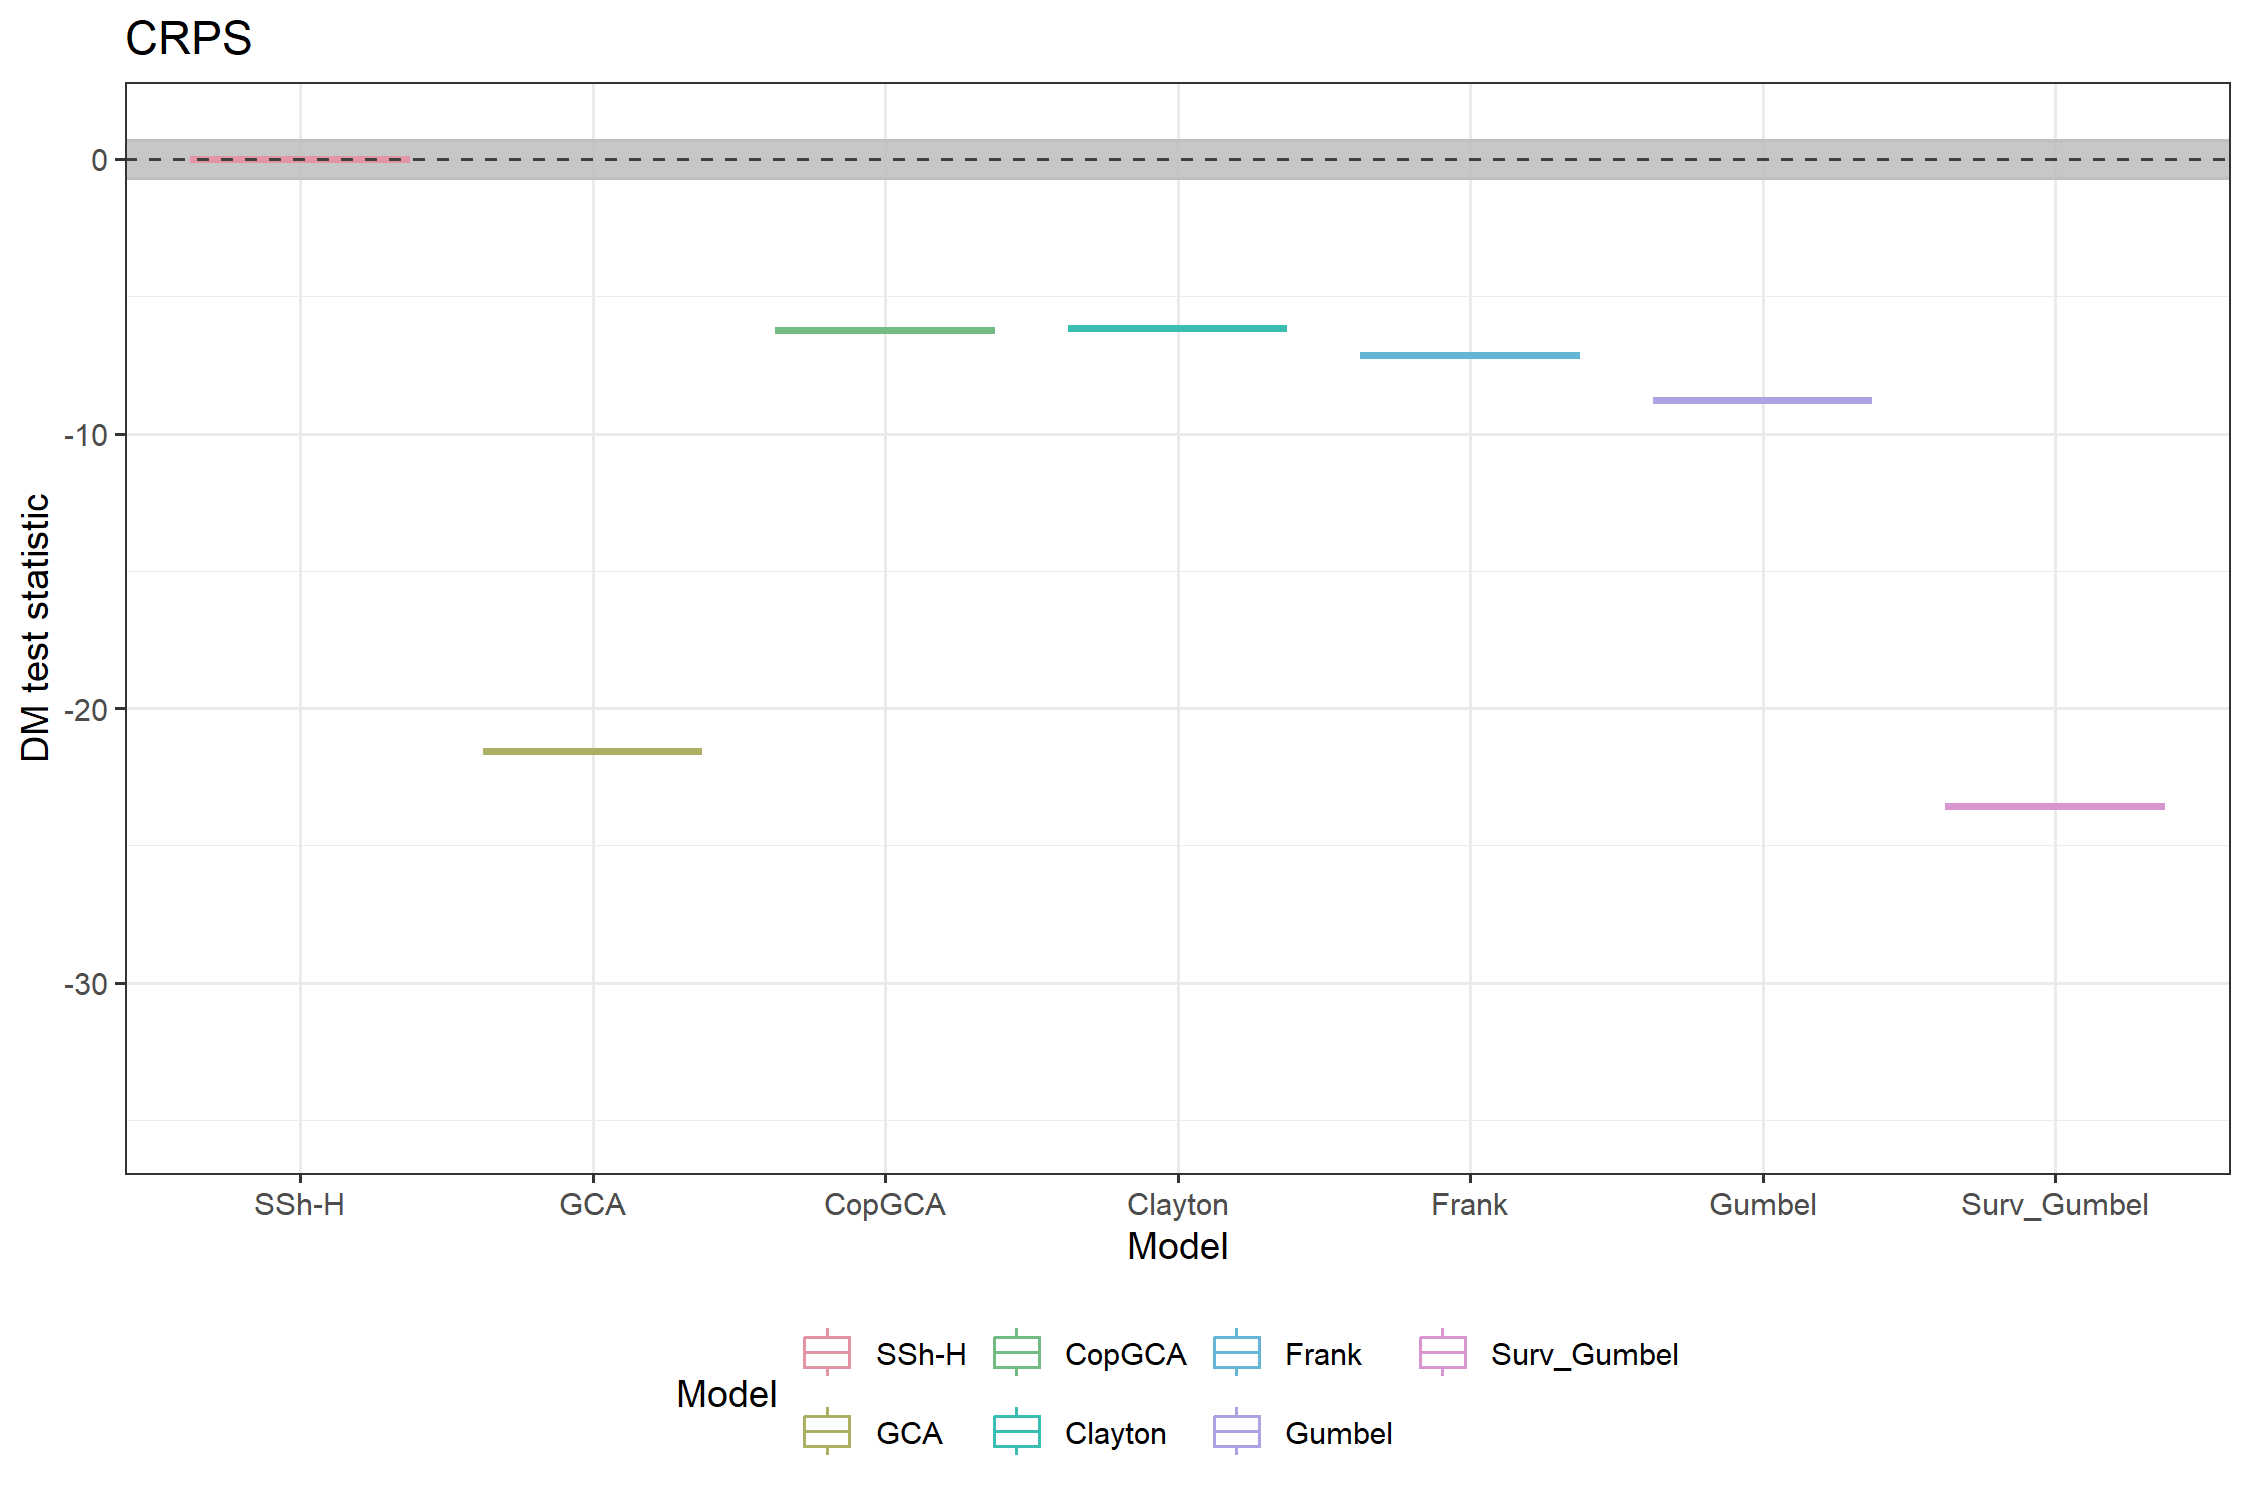 CRPS
DM test statistic
0
-10
-20
-30
SSh-H GCA CopGCA Clayton Frank Gumbel Surv_Gumbel
Model
Model
SSh-H CopGCA Frank Surv_Gumbel
GCA Clayton Gumbel